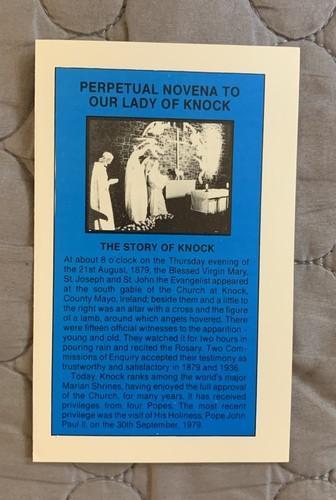 PERPETUAL NOVENA TO
OUR LADY OF KNOCK
THE STORY OF KNOCK
At about 8 o'clock on the Thursday evening of
the 21st August, 1879, the Blessed Virgin Mary,
St. Joseph and St. John the Evangelist appeared
at the south gable of the Church at Knock,
County Mayo, Ireland; beside them and a little to
the right was an altar with a cross and the figure
of a lamb, around which angels hovered. There
were fifteen official witnesses to the apparition -
young and old. They watched it for two hours in
pouring rain and recited the Rosary. Two Com-
missions of Enquiry accepted their testimony as
trustworthy and satisfactory in 1879 and 1936.
Today, Knock ranks among the world's major
Marian Shrines, having enjoyed the full approval
of the Church, for many years. It has received
privileges from four Popes. The most recent
privilege was the visit of His Holiness, Pope John
Paul II, on the 30th September, 1979.